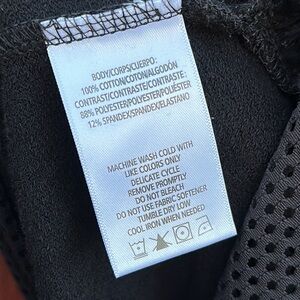 BODY/CORPS/CUERPO:
100% COTTON/COTON/ALGODÓN
CONTRAST/CONTRASTE/CONTRASTE:
88% POLYESTER/POLYESTER/POLIÉSTER
12% SPANDEX/SPANDEX/ELASTANO
MACHINE WASH COLD WITH
LIKE COLORS ONLY
DELICATE CYCLE
REMOVE PROMPTLY
DO NOT BLEACH
DO NOT USE FABRIC SOFTENER
TUMBLE DRY LOW
COOL IRON WHEN NEEDED